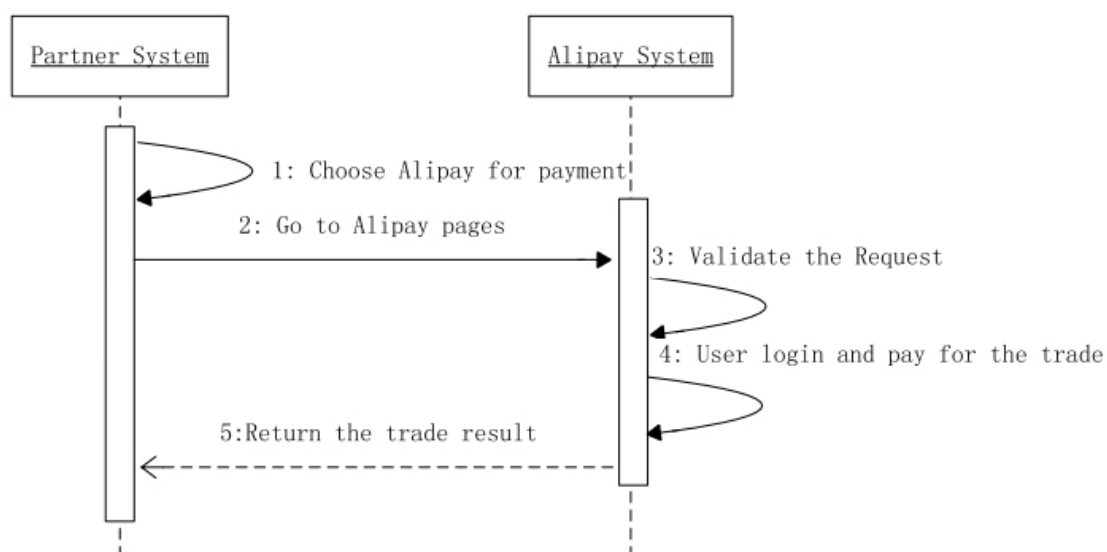 Partner System
Alipay System
1: Choose Alipay for payment
2: Go to Alipay pages
3: Validate the Request
4: User login and pay for the trade
5:Return the trade result